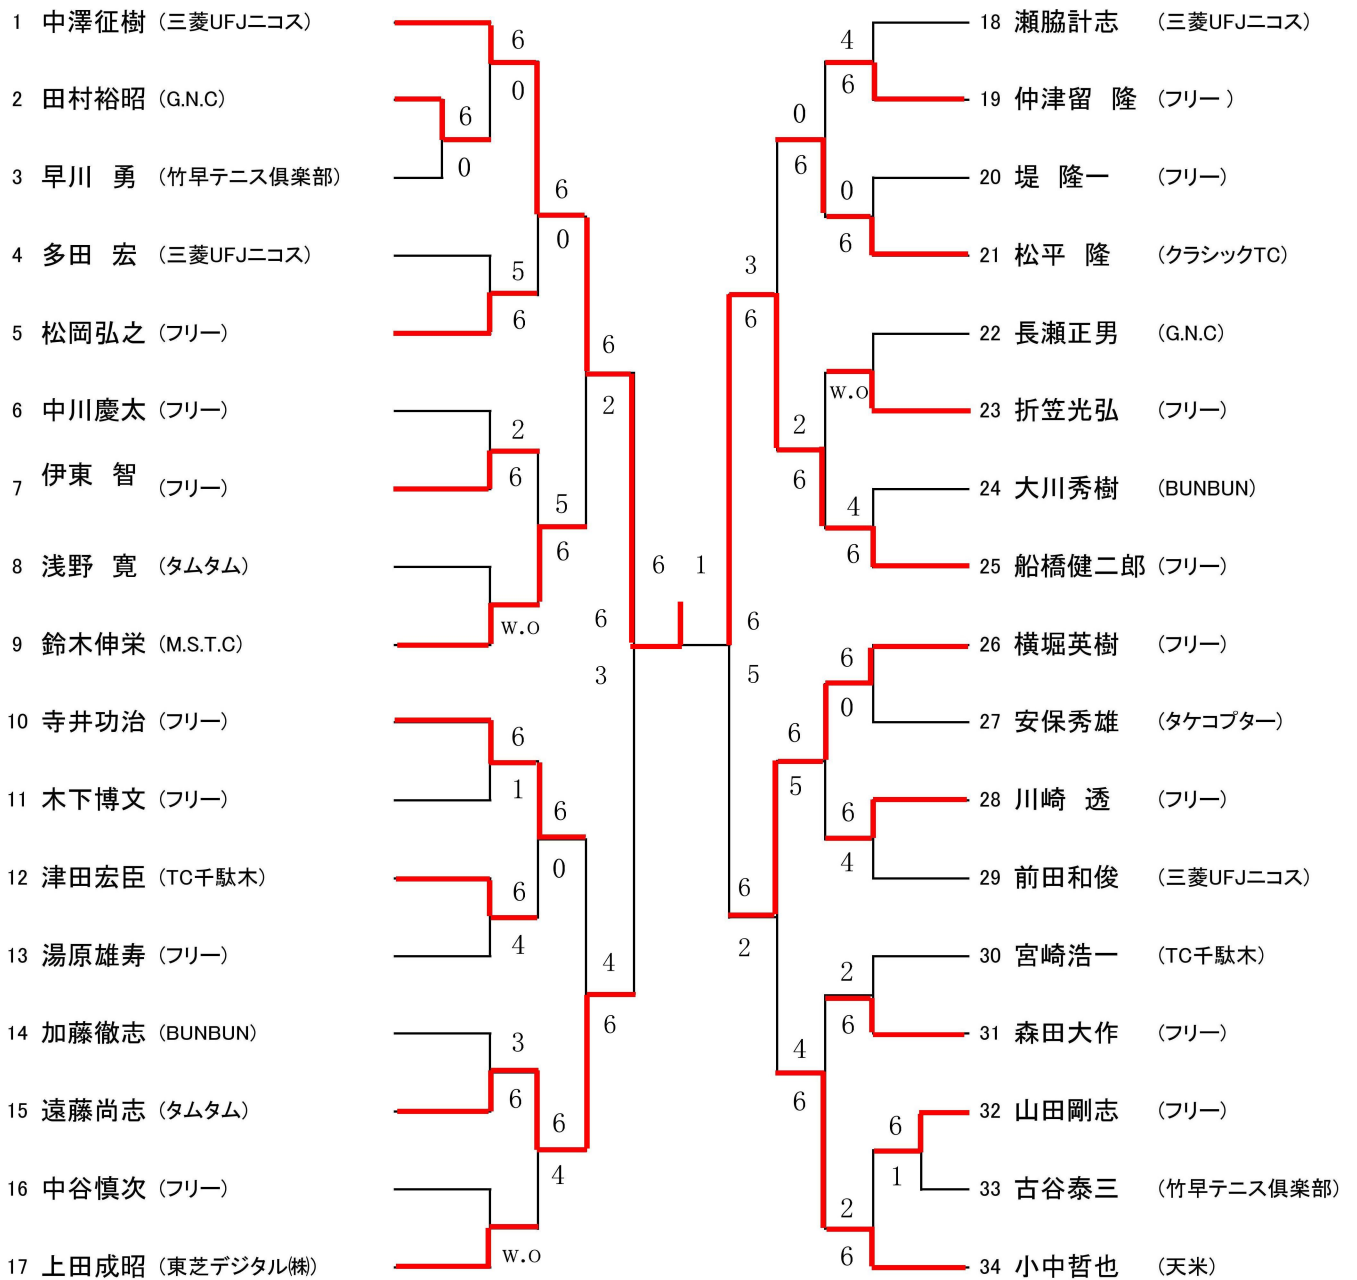 1 中澤征樹 (三菱UFJニコス)
6
0
2 田村裕昭 (G.N.C)
6
0
3 早川 勇 (竹早テニス倶楽部)
6
0
4 多田 宏 (三菱UFJニコス)
5
6
5 松岡弘之 (フリー)
6
2
6 中川慶太 (フリー)
2
6
7 伊東 智 (フリー)
5
6
8 浅野 寛 (タムタム)
w.o
9 鈴木伸栄 (M.S.T.C)
6
3
10 寺井功治 (フリー)
6
1
11 木下博文 (フリー)
6
0
12 津田宏臣 (TC千駄木)
6
4
13 湯原雄寿 (フリー)
4
6
14 加藤徹志 (BUNBUN)
3
6
15 遠藤尚志 (タムタム)
6
4
16 中谷慎次 (フリー)
w.o
17 上田成昭 (東芝デジタル㈱)
6 1
18 瀬脇計志 (三菱UFJニコス)
4
6
19 仲津留 隆 (フリー )
0
6
20 堤 隆一 (フリー)
0
6
21 松平 隆 (クラシックTC)
3
6
22 長瀬正男 (G.N.C)
w.o
23 折笠光弘 (フリー)
2
6
24 大川秀樹 (BUNBUN)
4
6
25 船橋健二郎 (フリー)
6
5
26 横堀英樹 (フリー)
6
0
27 安保秀雄 (タケコプター)
6
5
28 川崎 透 (フリー)
6
4
29 前田和俊 (三菱UFJニコス)
6
2
30 宮崎浩一 (TC千駄木)
2
6
31 森田大作 (フリー)
4
6
32 山田剛志 (フリー)
6
1
33 古谷泰三 (竹早テニス倶楽部)
2
6
34 小中哲也 (天米)